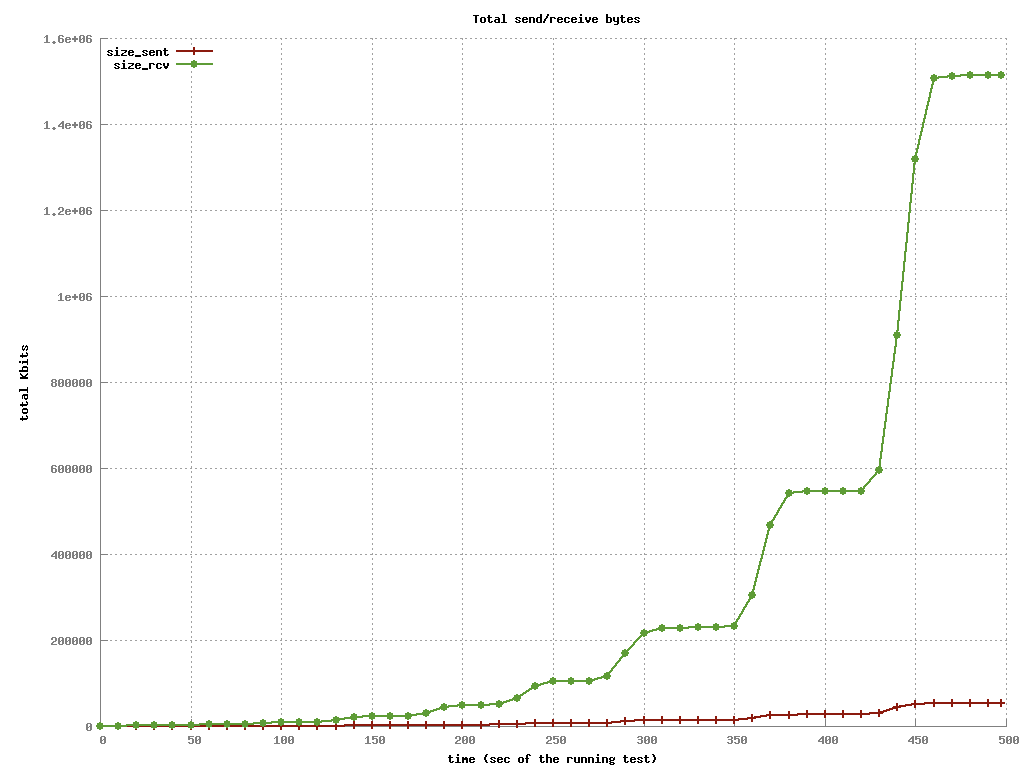 Total send/receive bytes
1.6e+06
size_sent
size_rcv
1.4e+06
1.2e+06
1e+06
total Kbits
800000
600000
400000
200000
0
0 50 100 150 200 250 300 350 400 450 500
time (sec of the running test)